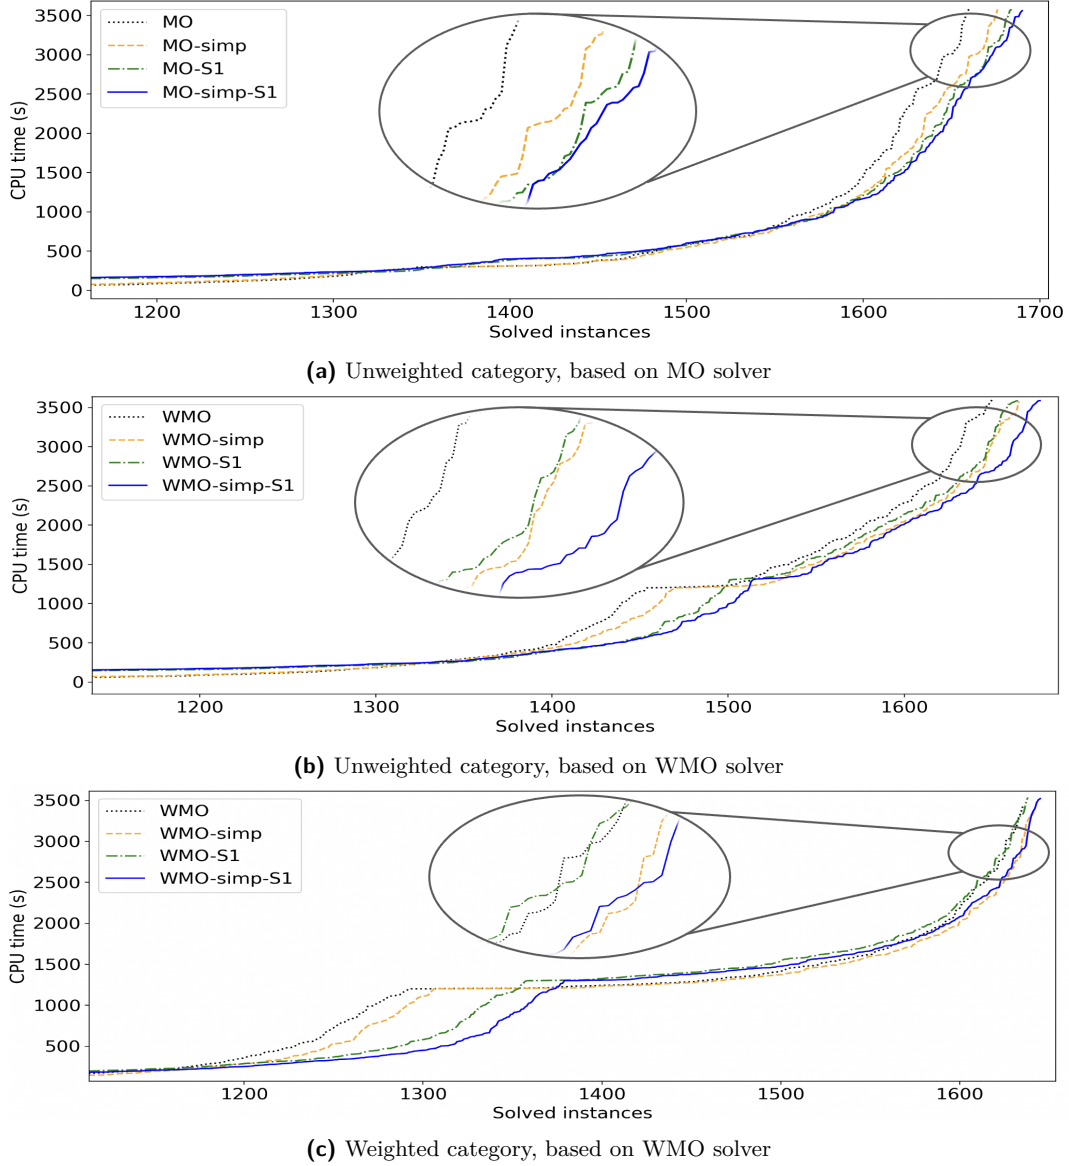 MO
MO-simp
MO-S1
MO-simp-S1
CPU time (s)
3500
3000
2500
2000
1500
1000
500
0
1200 1300 1400 1500 1600 1700
Solved instances
(a) Unweighted category, based on MO solver
WMO
WMO-simp
WMO-S1
WMO-simp-S1
CPU time (s)
3500
3000
2500
2000
1500
1000
500
0
1200 1300 1400 1500 1600
Solved instances
(b) Unweighted category, based on WMO solver
WMO
WMO-simp
WMO-S1
WMO-simp-S1
CPU time (s)
3500
3000
2500
2000
1500
1000
500
1200 1300 1400 1500 1600
Solved instances
(c) Weighted category, based on WMO solver